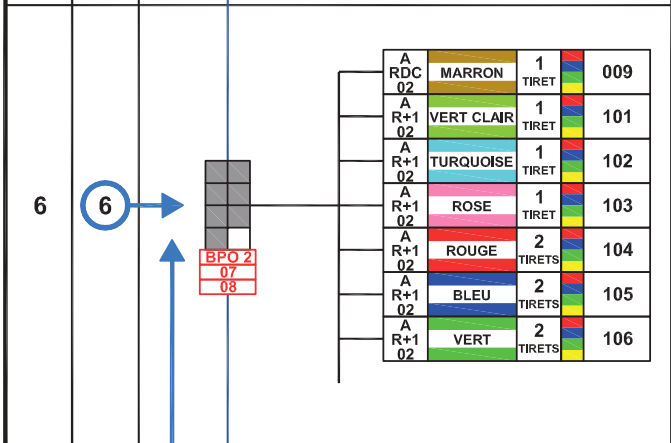 A
RDC
02
MARRON
1
TIRET
009
A
R+1
02
VERT CLAIR
1
TIRET
101
A
R+1
02
TURQUOISE
1
TIRET
102
6
6
A
R+1
02
ROSE
1
TIRET
103
A
R+1
02
ROUGE
2
TIRETS
104
BPO 2
07
08
A
R+1
02
BLEU
2
TIRETS
105
A
R+1
02
VERT
2
TIRETS
106